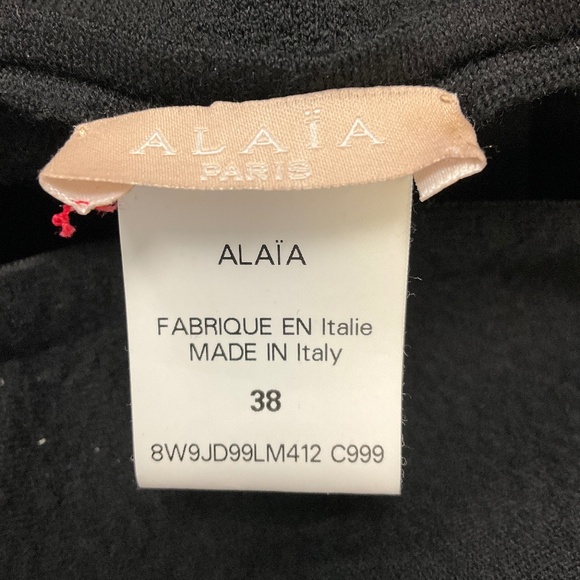 ALAÏA
PARIS
ALAÏA
FABRIQUE EN Italie
MADE IN Italy
38
8W9JD99LM412 C999